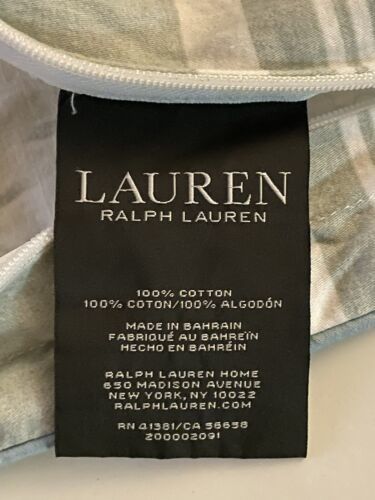 LAUREN
RALPH LAUREN
100% COTTON
100% COTON/100% ALGODÓN
MADE IN BAHRAIN
FABRIQUÉ AU BAHREÏN
HECHO EN BAHRÉIN
RALPH LAUREN HOME
650 MADISON AVENUE
NEW YORK, NY 10022
RALPHLAUREN.COM
RN 41381/CA 56658
200002091